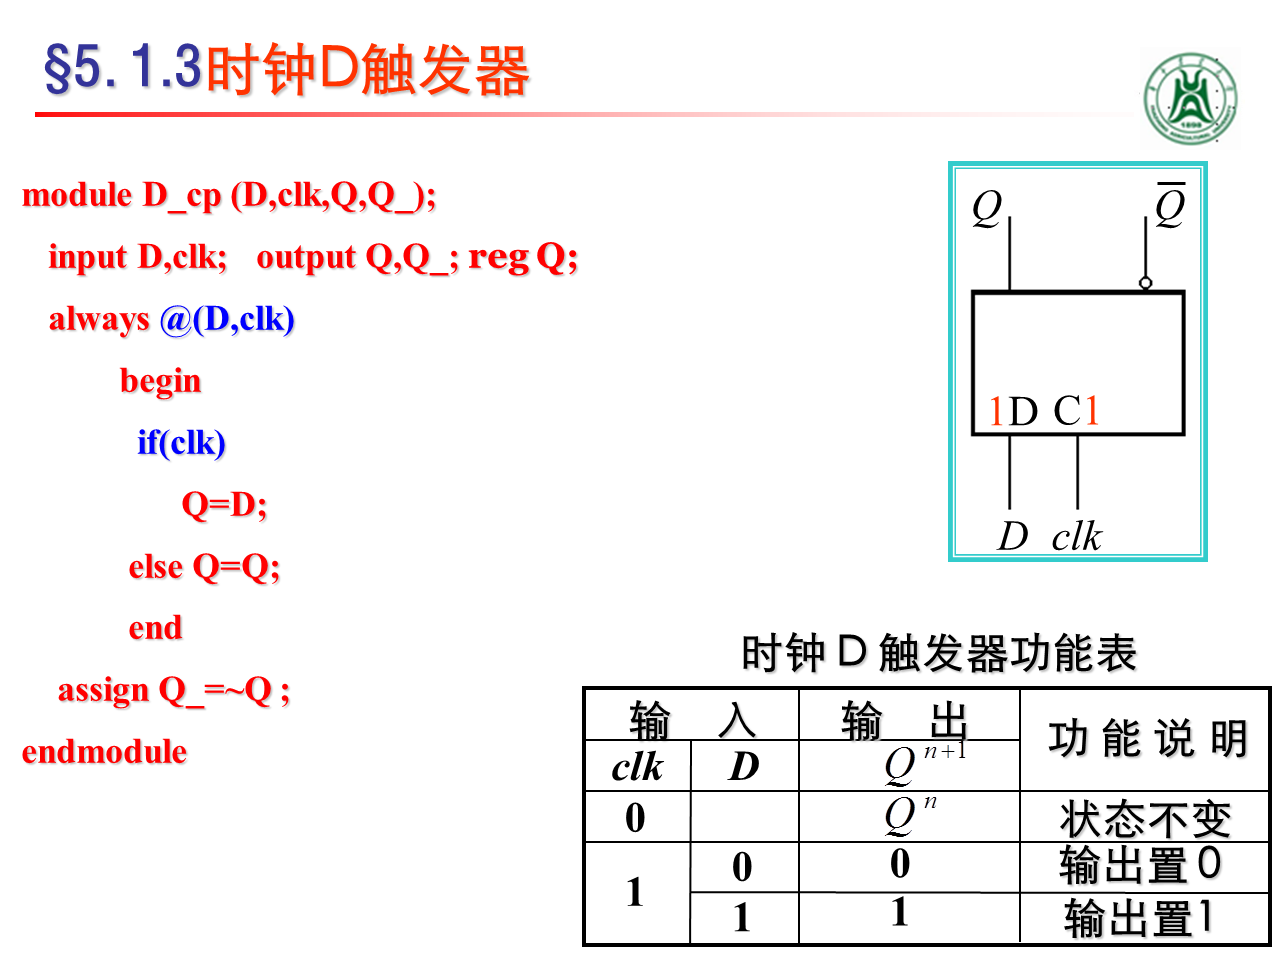 §5.1.3时钟D触发器
module D_cp (D,clk,Q,Q_);
input D,clk; output Q,Q_; reg Q;
always @(D,clk)
begin
if(clk)
Q=D;
else Q=Q;
end
assign Q_=~Q ;
endmodule
Q Q̅
1D C1
D clk
时钟 D 触发器功能表
输 入 输 出 功 能 说 明
clk D Qⁿ⁺¹
0 Qⁿ 状态不变
1 0 0 输出置 0
1 1 输出置1